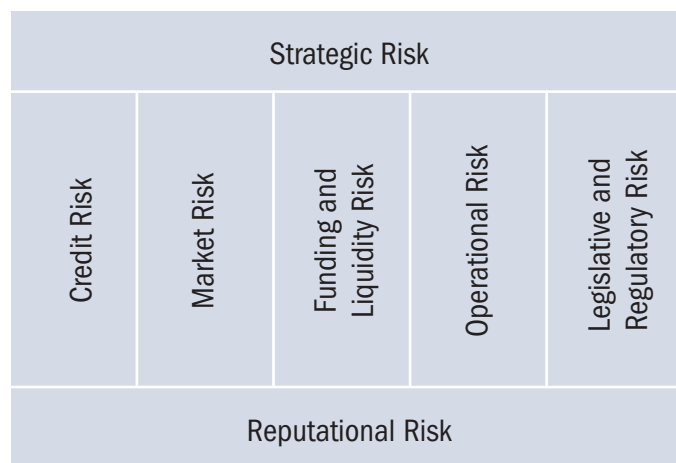 Strategic Risk
Credit Risk
Market Risk
Funding and
Liquidity Risk
Operational Risk
Legislative and
Regulatory Risk
Reputational Risk